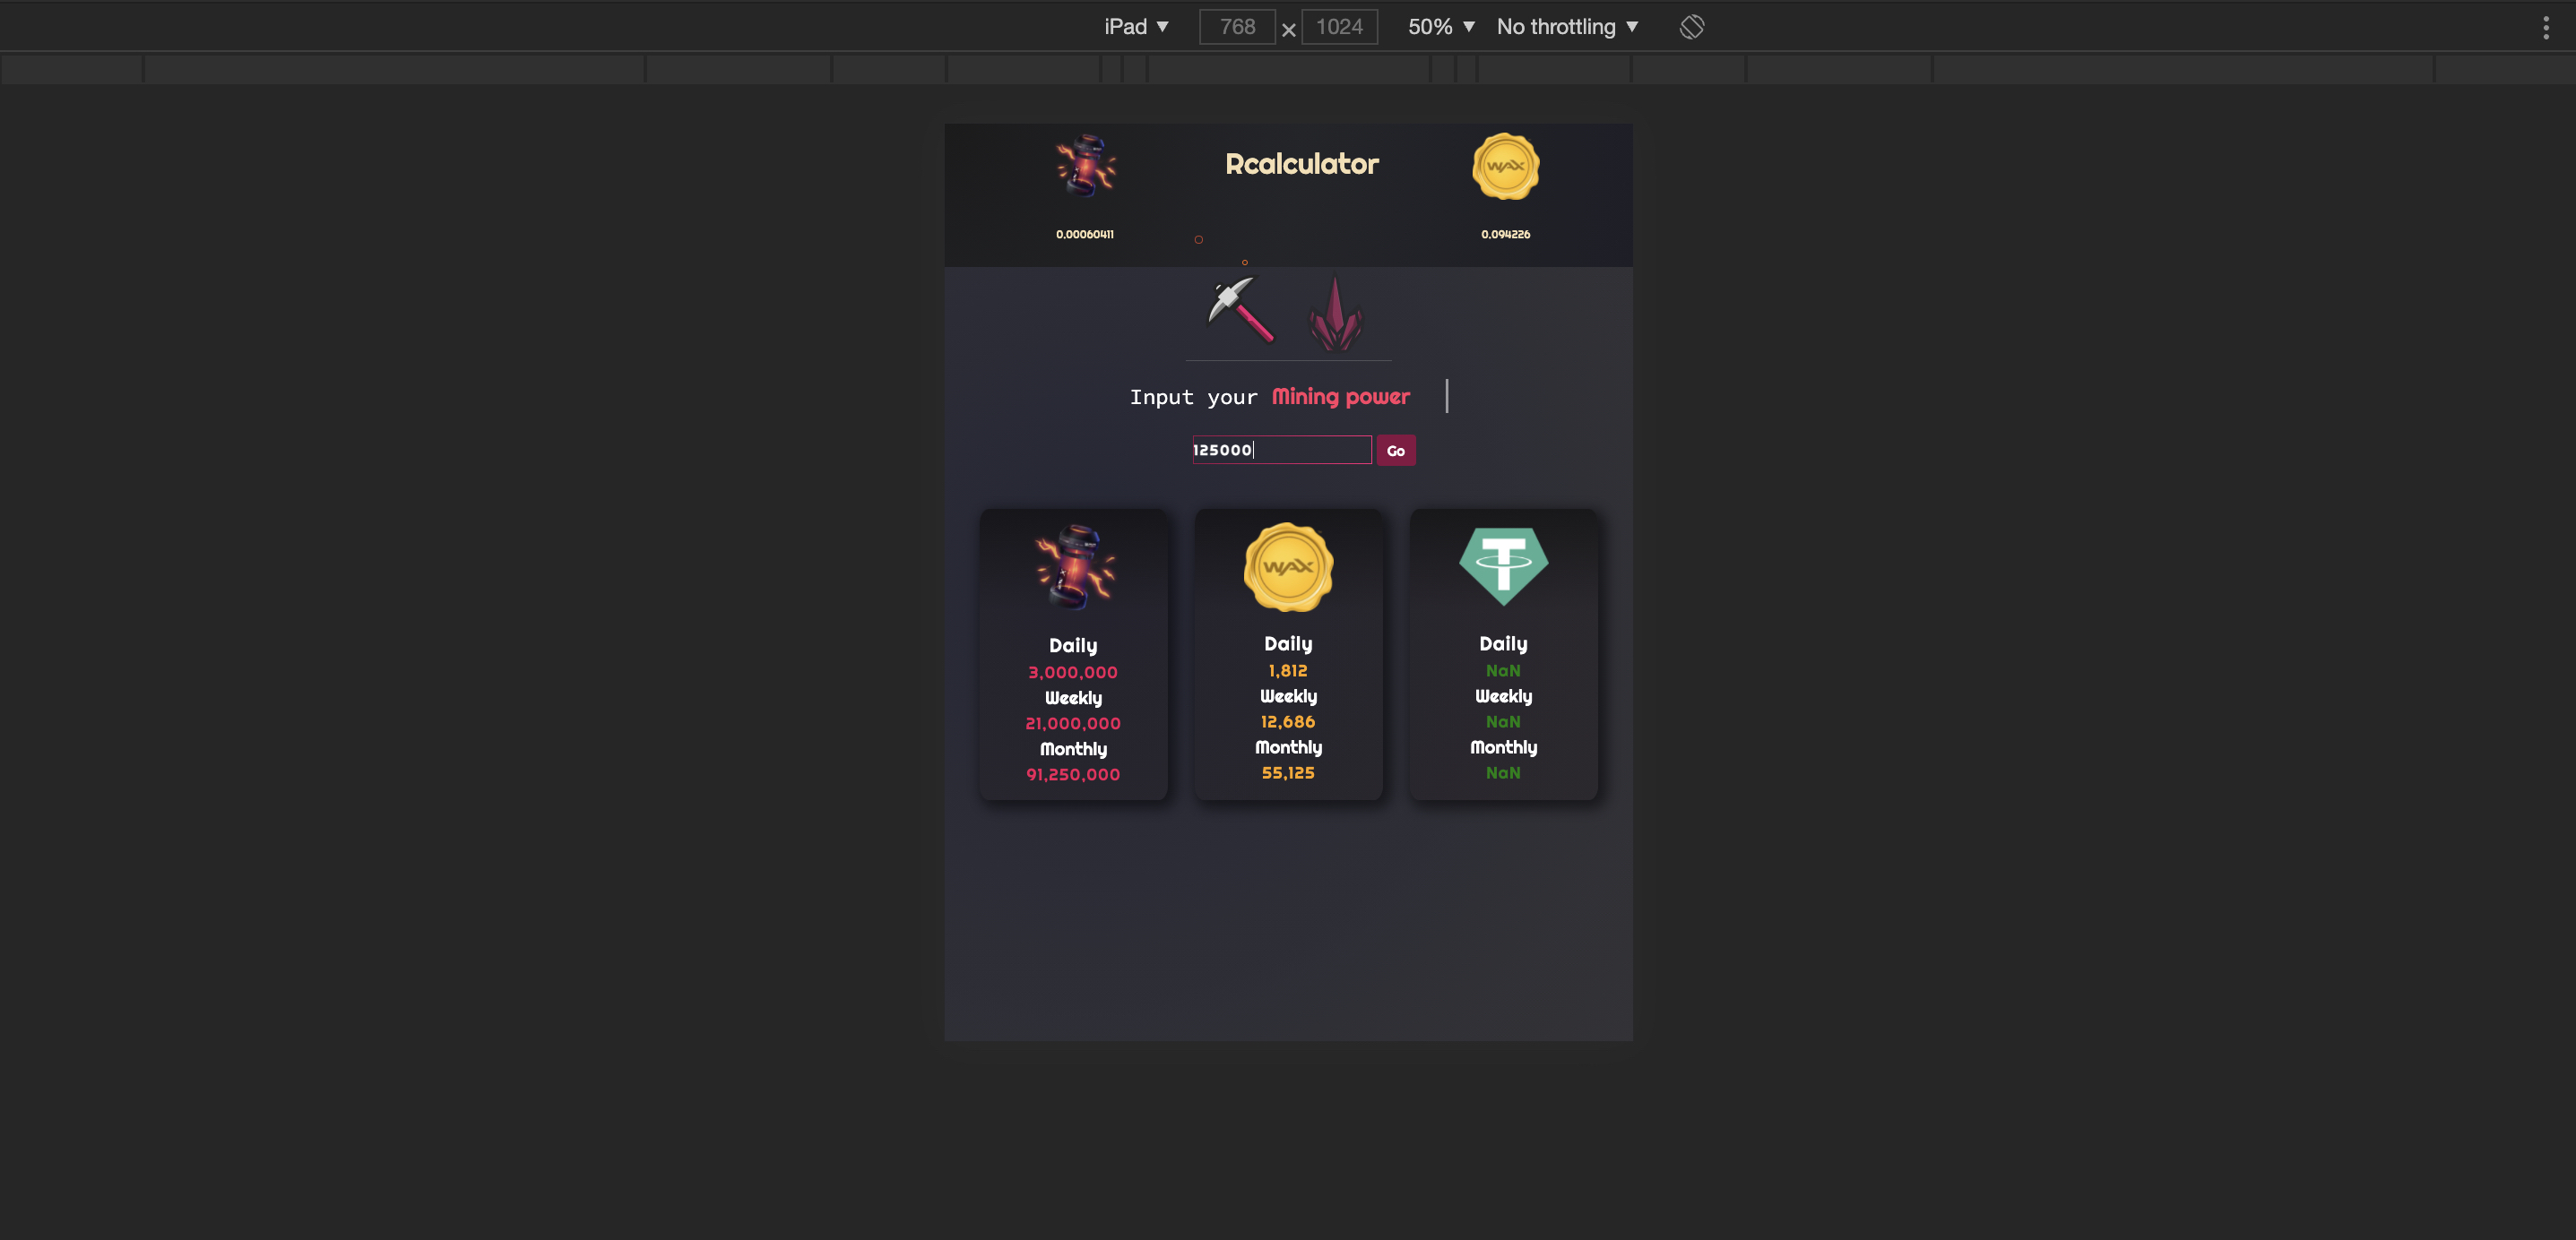 iPad ▼ 768 × 1024 50% ▼ No throttling ▼
Rcalculator
WAX
0.00060411
0.094226
Input your Mining power
125000
Go
WAX
Daily
3,000,000
Weekly
21,000,000
Monthly
91,250,000
Daily
1,812
Weekly
12,686
Monthly
55,125
Daily
NaN
Weekly
NaN
Monthly
NaN